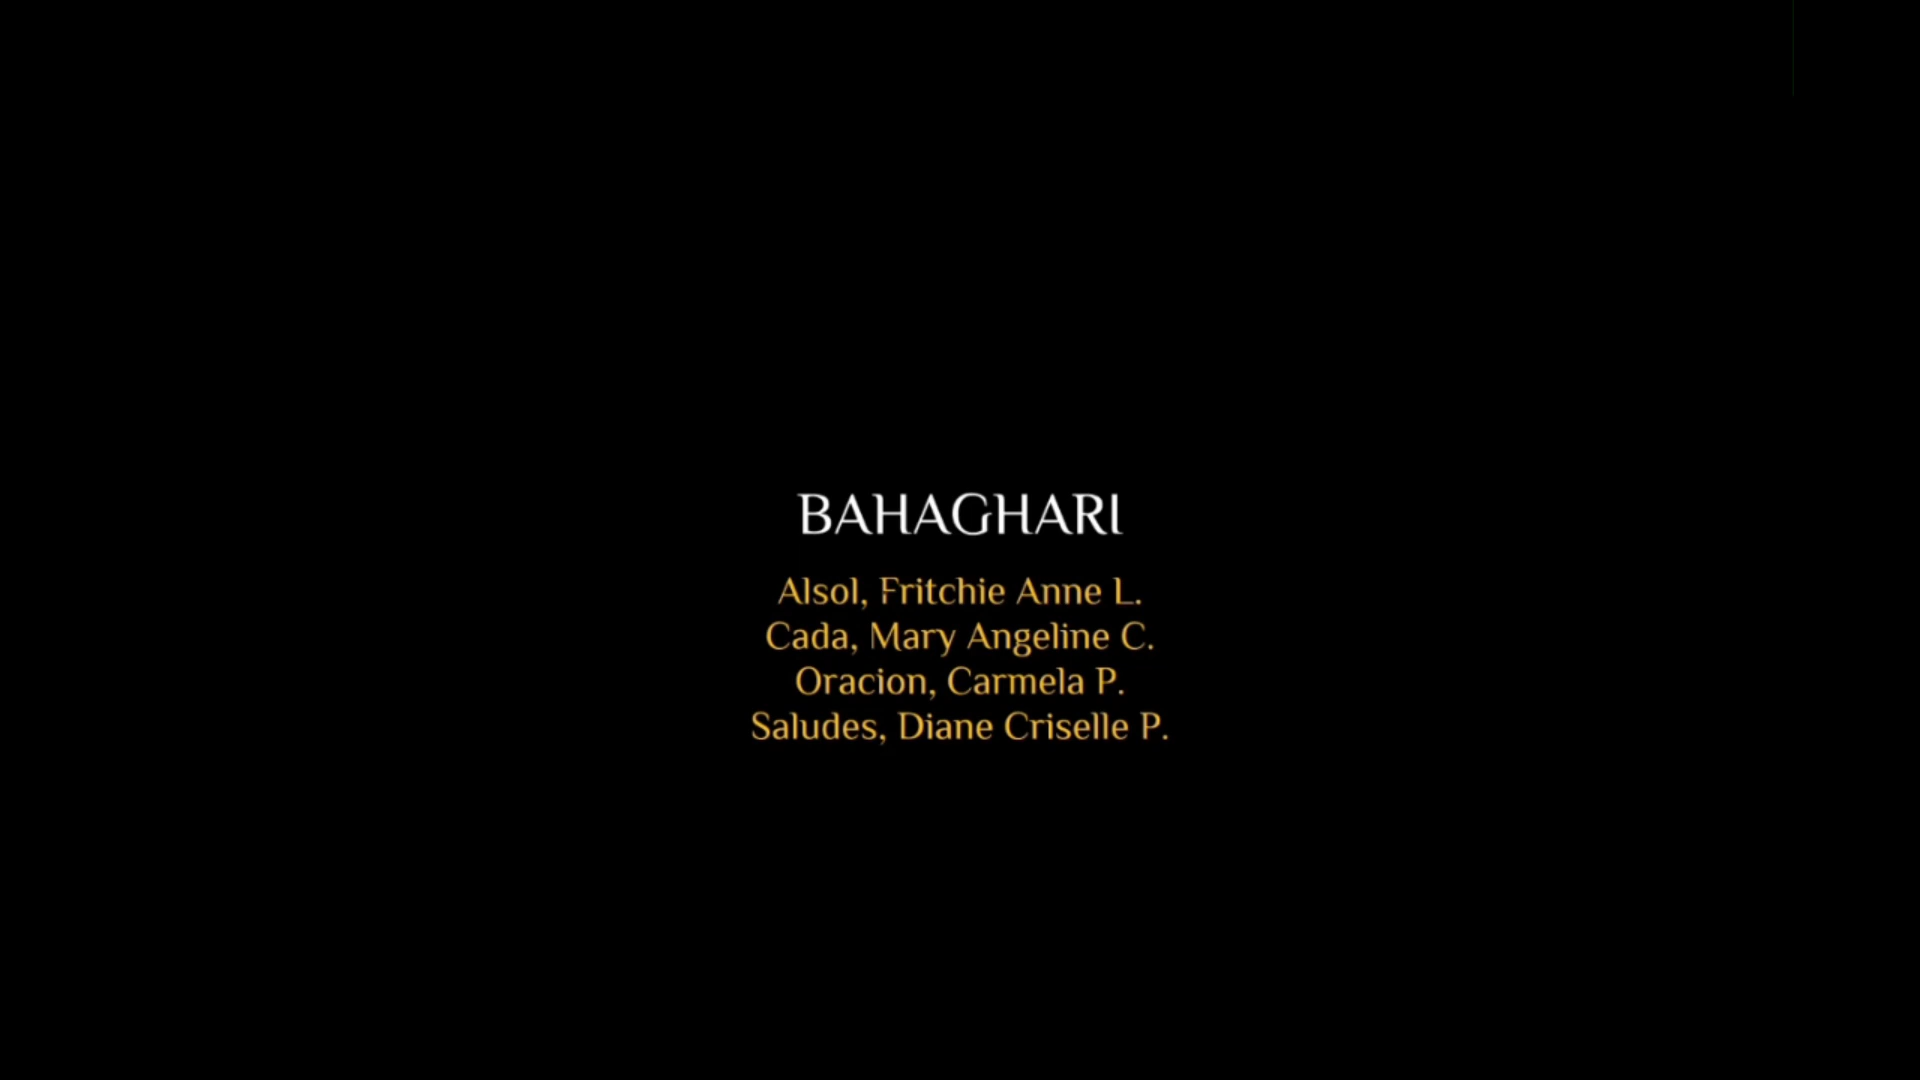 BAHAGHARI
Alsol, Fritchie Anne L.
Cada, Mary Angeline C.
Oracion, Carmela P.
Saludes, Diane Criselle P.